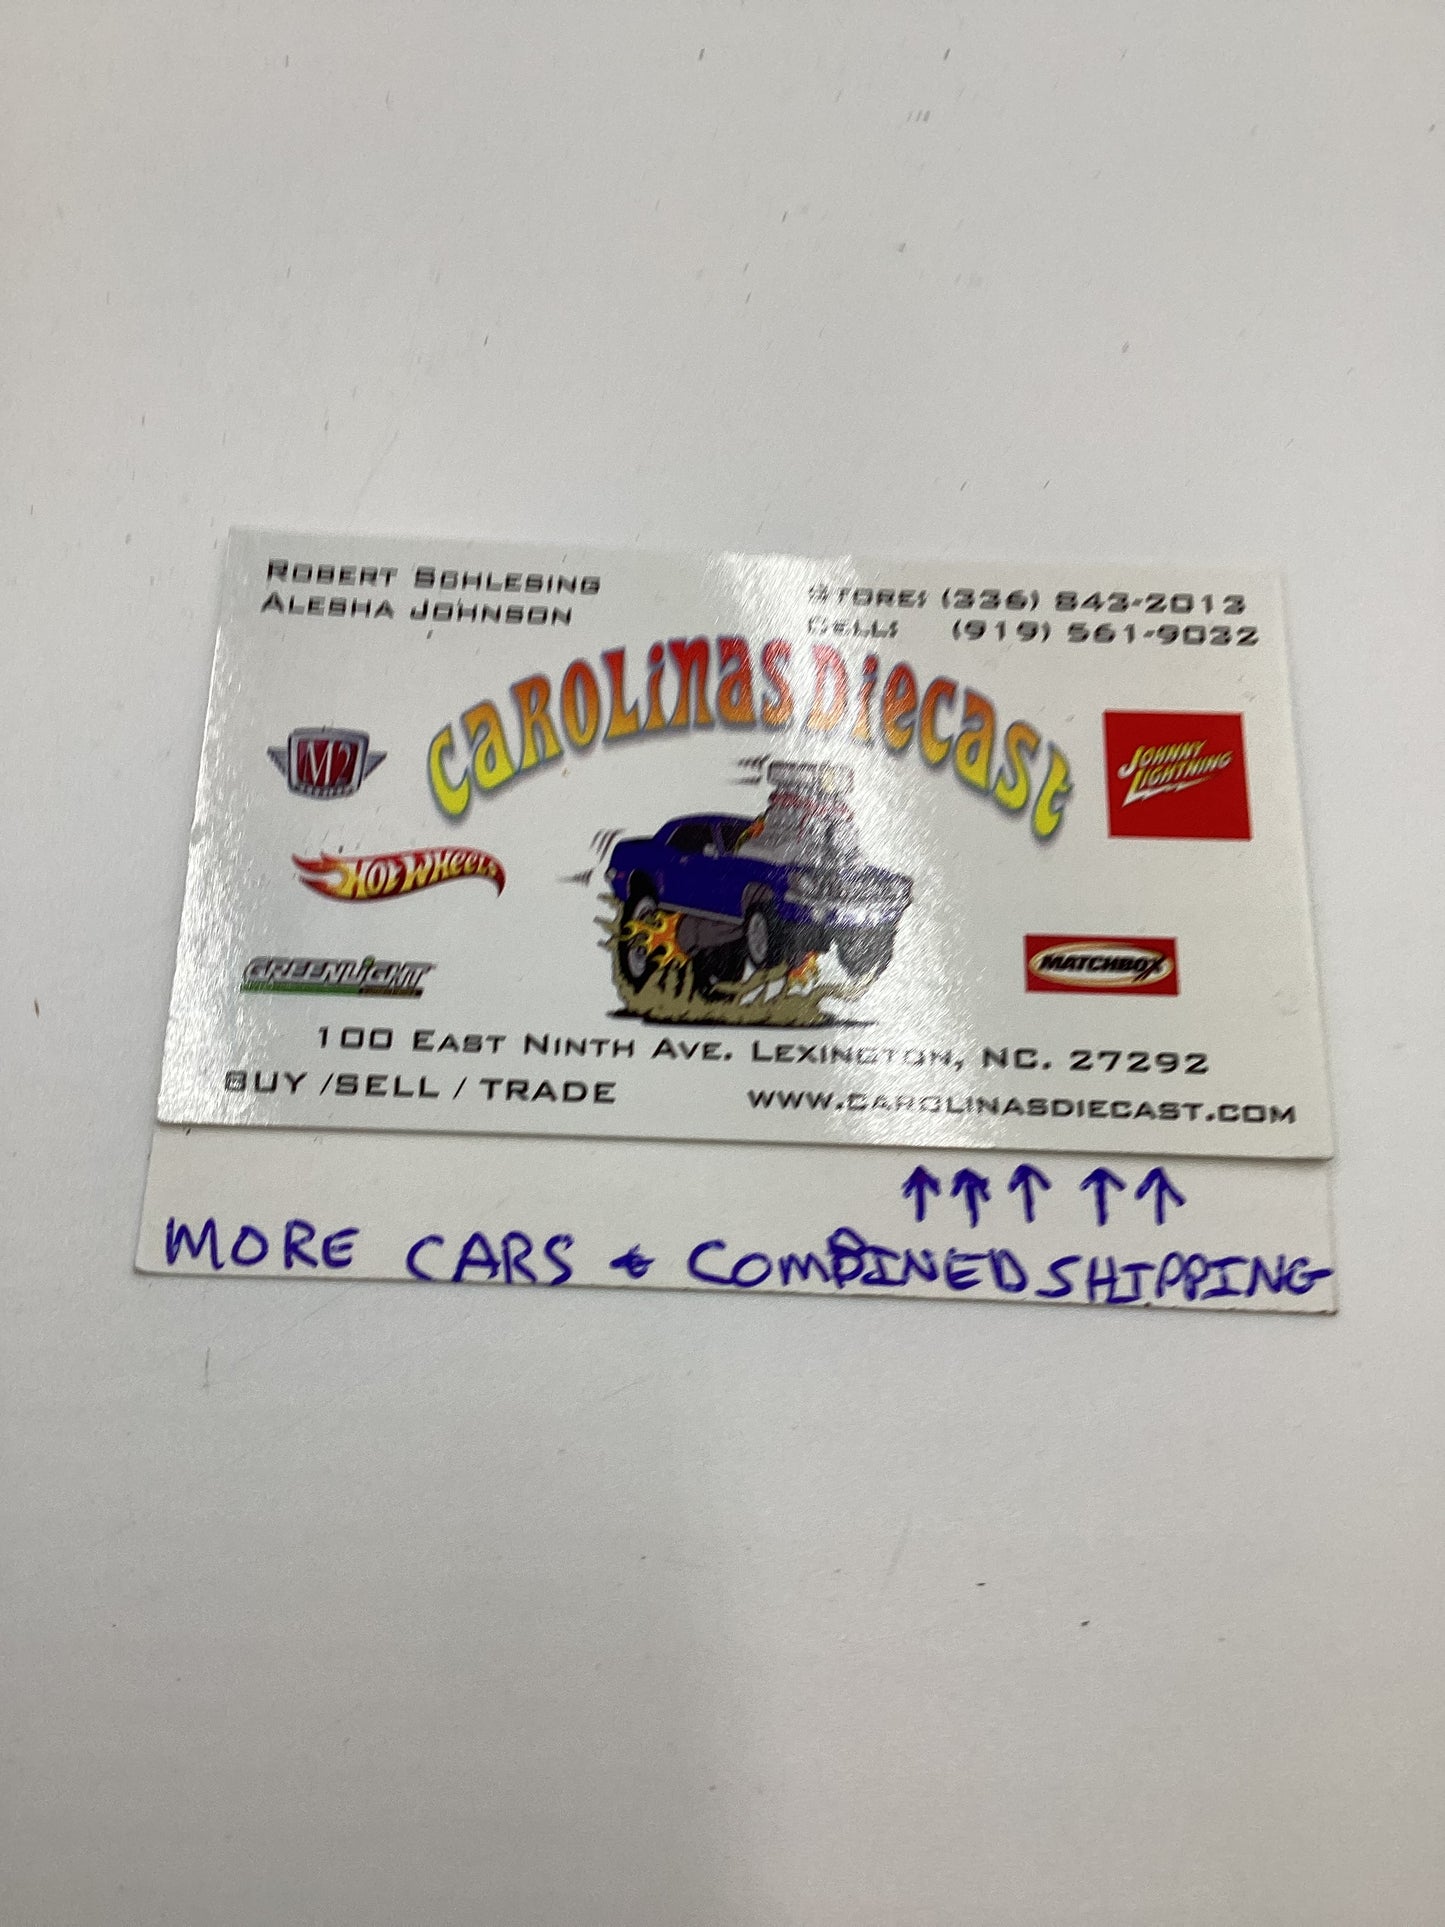 ROBERT SCHLESING
ALESHA JOHNSON
STORE: (336) 843-2013
CELL: (919) 561-9032
CAROLINAS DIECAST
M2
MACHINES
JOHNNY LIGHTNING
HOT WHEELS
GREENLIGHT
MATCHBOX
100 EAST NINTH AVE. LEXINGTON, NC. 27292
BUY /SELL / TRADE
WWW.CAROLINASDIECAST.COM
↑↑↑ ↑↑
MORE CARS & COMBINED SHIPPING